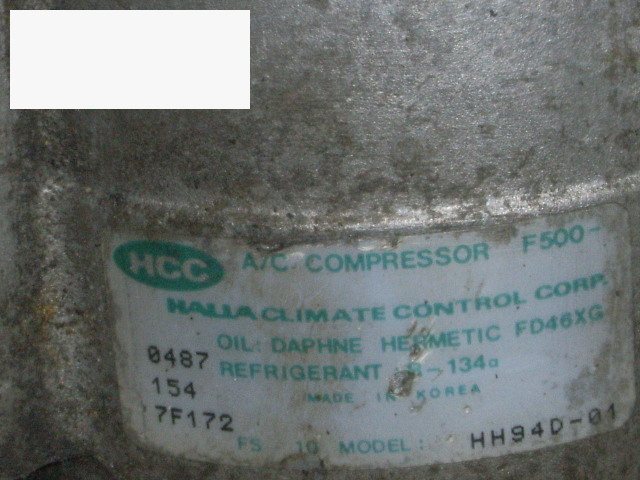 HCC A/C COMPRESSOR F500-
HALLA CLIMATE CONTROL CORP.
OIL: DAPHNE HERMETIC FD46XG
0487 REFRIGERANT R-134a
154 MADE IN KOREA
7F172
FS 10 MODEL: HH94D-01